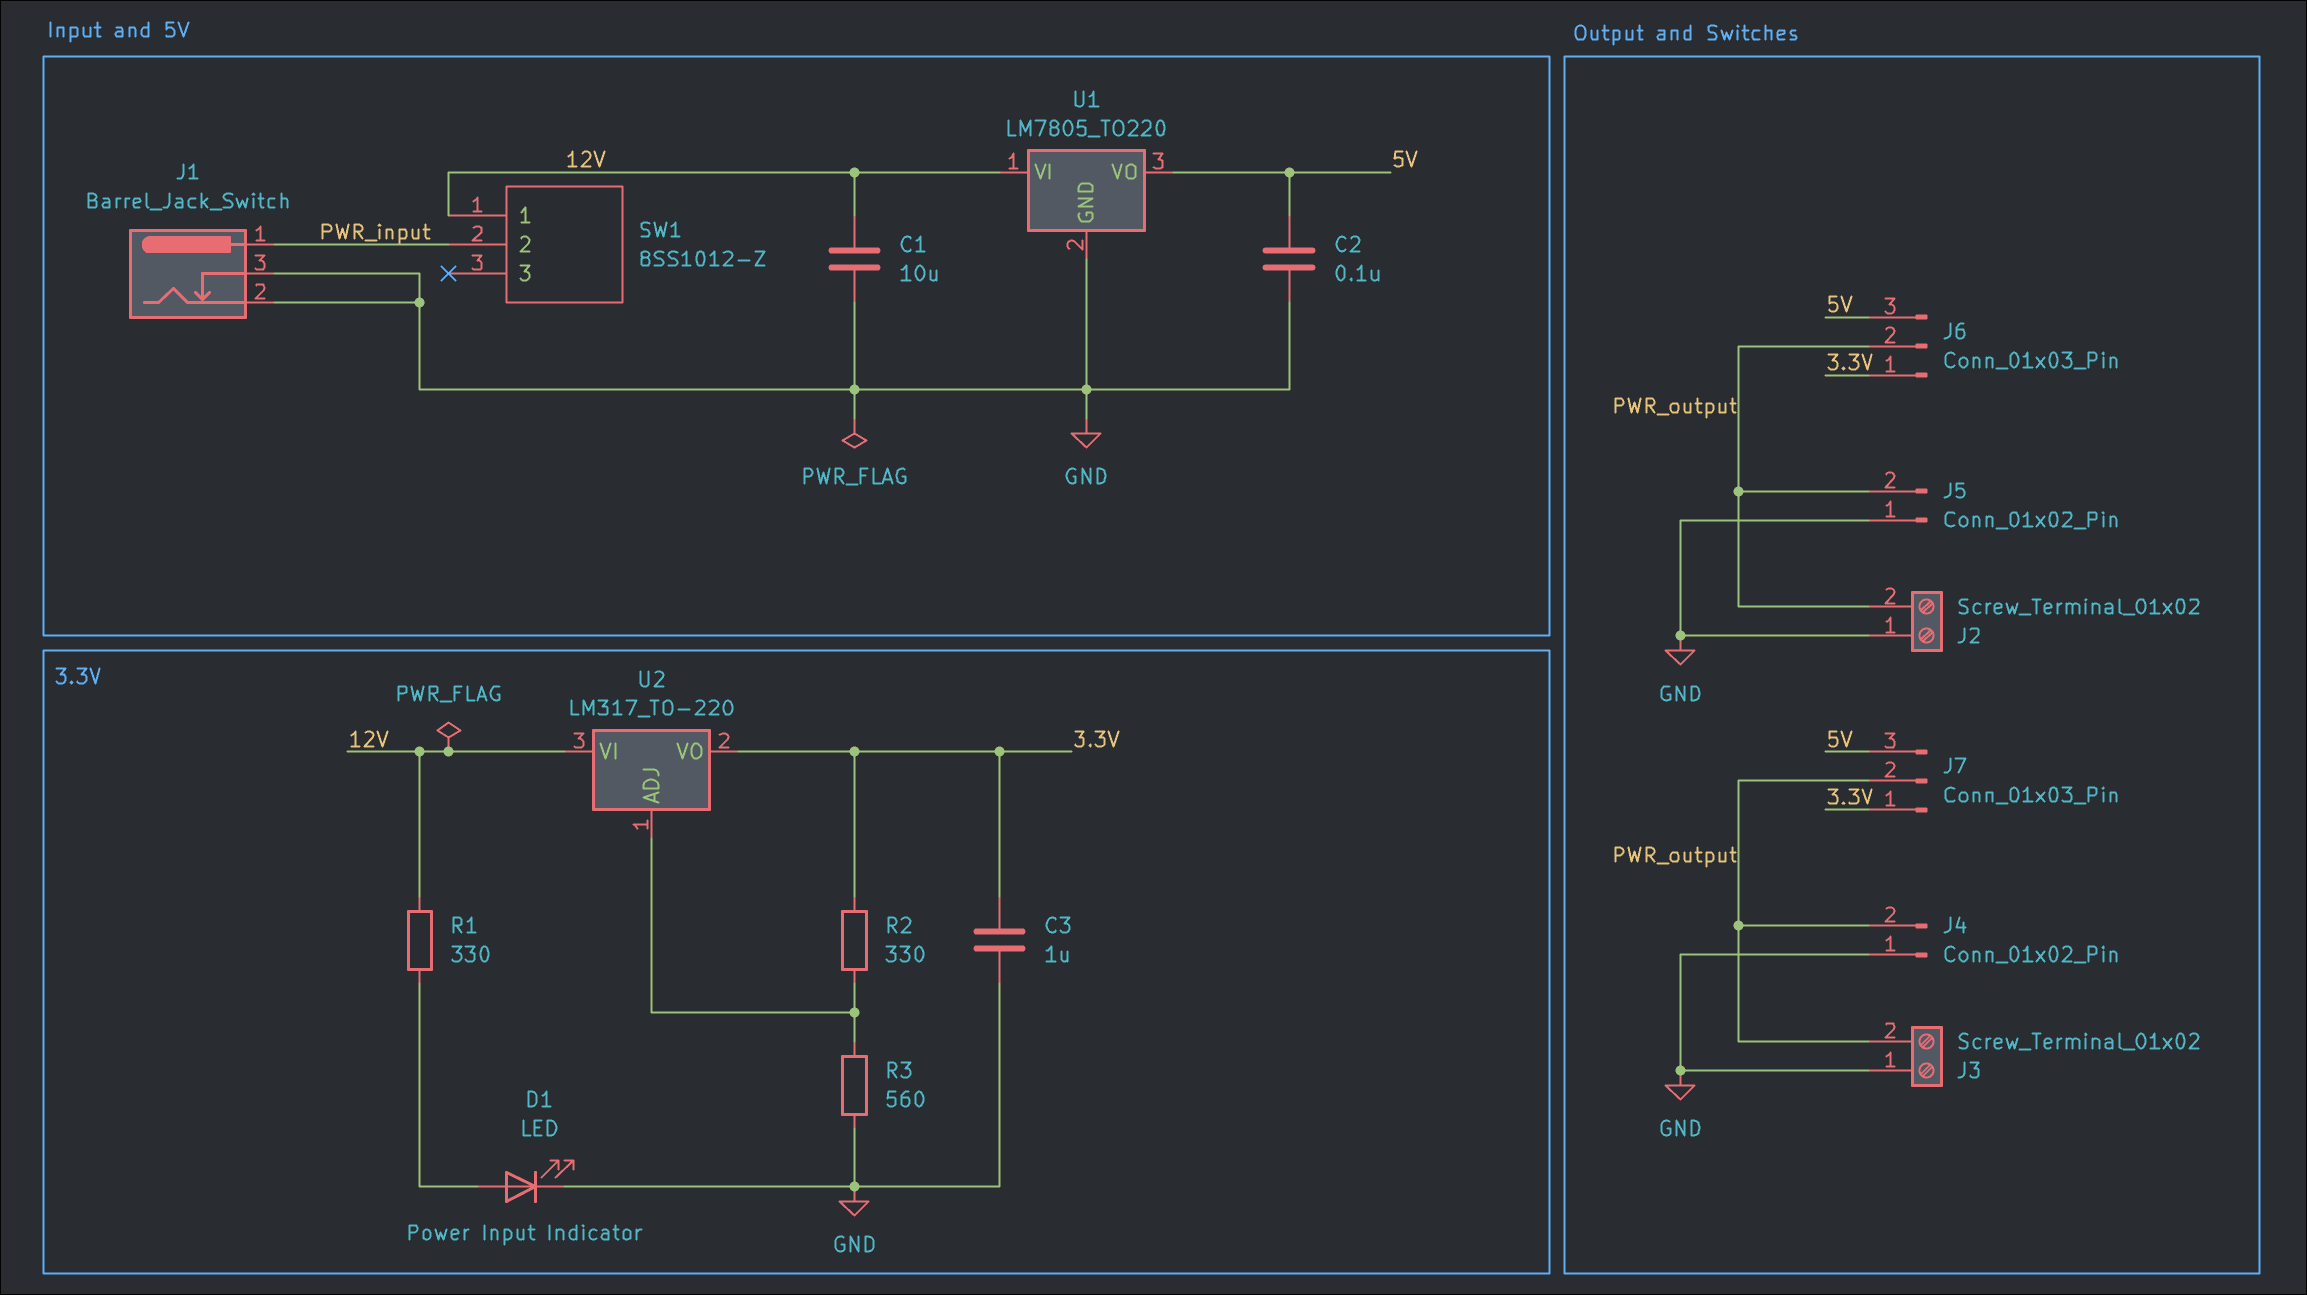 Input and 5V
J1
Barrel_Jack_Switch
1
3
2
PWR_input
12V
1
2
3
1
2
3
SW1
8SS1012-Z
C1
10u
U1
LM7805_TO220
1
VI
VO
3
GND
2
5V
C2
0.1u
PWR_FLAG
GND
3.3V
PWR_FLAG
12V
U2
LM317_TO-220
3
VI
VO
2
ADJ
1
3.3V
R1
330
R2
330
C3
1u
R3
560
D1
LED
Power Input Indicator
GND
Output and Switches
5V
3
2
3.3V
1
J6
Conn_01x03_Pin
PWR_output
2
1
J5
Conn_01x02_Pin
2
1
Screw_Terminal_01x02
J2
GND
5V
3
2
3.3V
1
J7
Conn_01x03_Pin
PWR_output
2
1
J4
Conn_01x02_Pin
2
1
Screw_Terminal_01x02
J3
GND